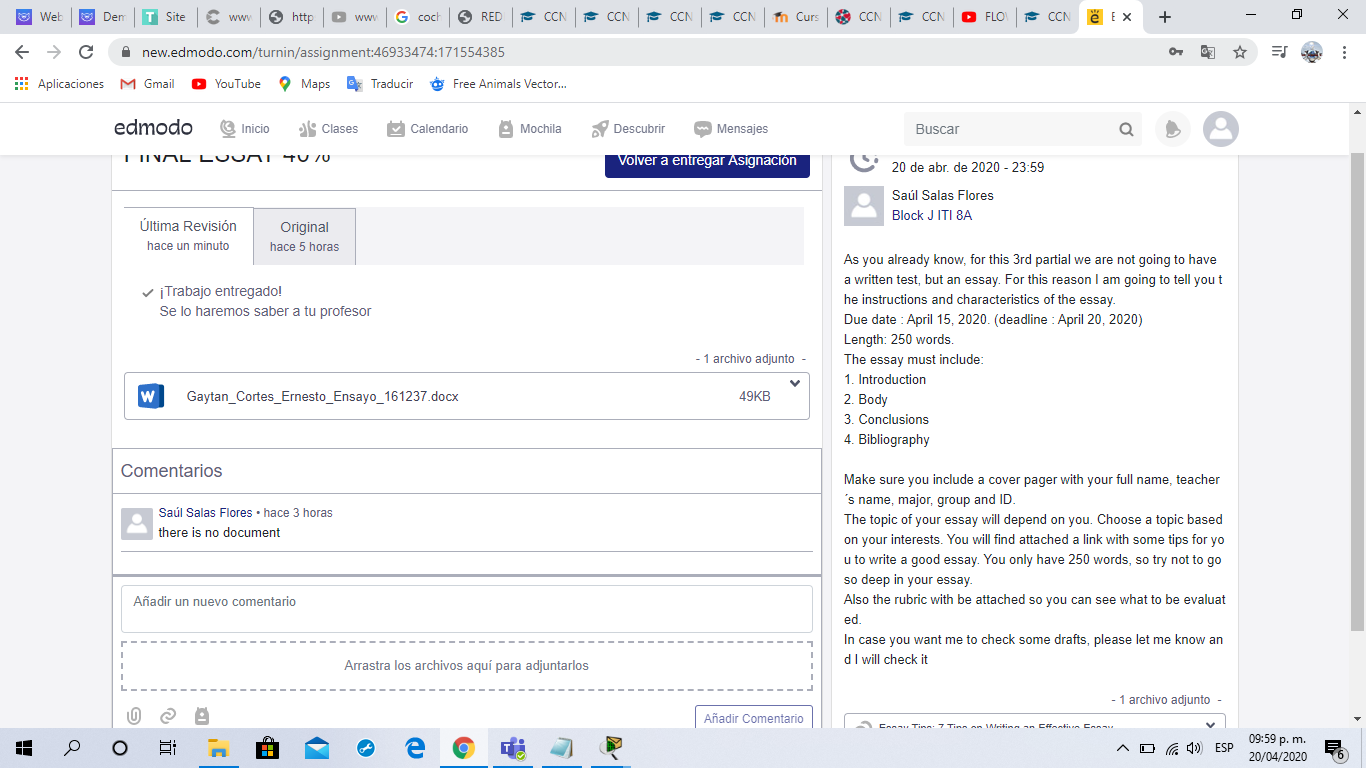 Web
Dem
Site
www
http
www
coch
RED
CCN
CCN
CCN
CCN
Curs
CCN
CCN
FLOV
CCN
E
new.edmodo.com/turnin/assignment:46933474:171554385
Aplicaciones
Gmail
YouTube
Maps
Traducir
Free Animals Vector...
edmodo
Inicio
Clases
Calendario
Mochila
Descubrir
Mensajes
Buscar
FINAL ESSAY 40%
Volver a entregar Asignación
Última Revisión
hace un minuto
Original
hace 5 horas
¡Trabajo entregado!
Se lo haremos saber a tu profesor
- 1 archivo adjunto -
Gaytan_Cortes_Ernesto_Ensayo_161237.docx
49KB
Comentarios
Saúl Salas Flores • hace 3 horas
there is no document
Añadir un nuevo comentario
Arrastra los archivos aquí para adjuntarlos
Añadir Comentario
20 de abr. de 2020 - 23:59
Saúl Salas Flores
Block J ITI 8A
As you already know, for this 3rd partial we are not going to have
a written test, but an essay. For this reason I am going to tell you t
he instructions and characteristics of the essay.
Due date : April 15, 2020. (deadline : April 20, 2020)
Length: 250 words.
The essay must include:
1. Introduction
2. Body
3. Conclusions
4. Bibliography
Make sure you include a cover pager with your full name, teacher
´s name, major, group and ID.
The topic of your essay will depend on you. Choose a topic based
on your interests. You will find attached a link with some tips for yo
u to write a good essay. You only have 250 words, so try not to go
so deep in your essay.
Also the rubric with be attached so you can see what to be evaluat
ed.
In case you want me to check some drafts, please let me know an
d I will check it
- 1 archivo adjunto -
Essay Tips: 7 Tips on Writing an Effective Essay
ESP
09:59 p. m.
20/04/2020
6